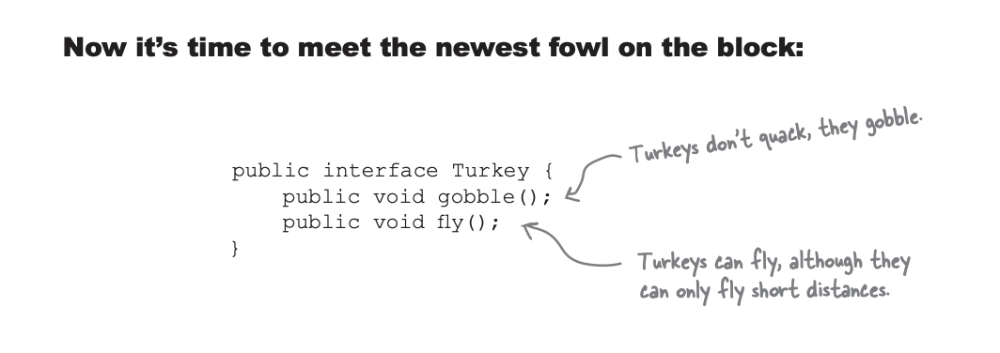 Now it's time to meet the newest fowl on the block:
Turkeys don't quack, they gobble.
public interface Turkey {
    public void gobble();
    public void fly();
}
Turkeys can fly, although they
can only fly short distances.